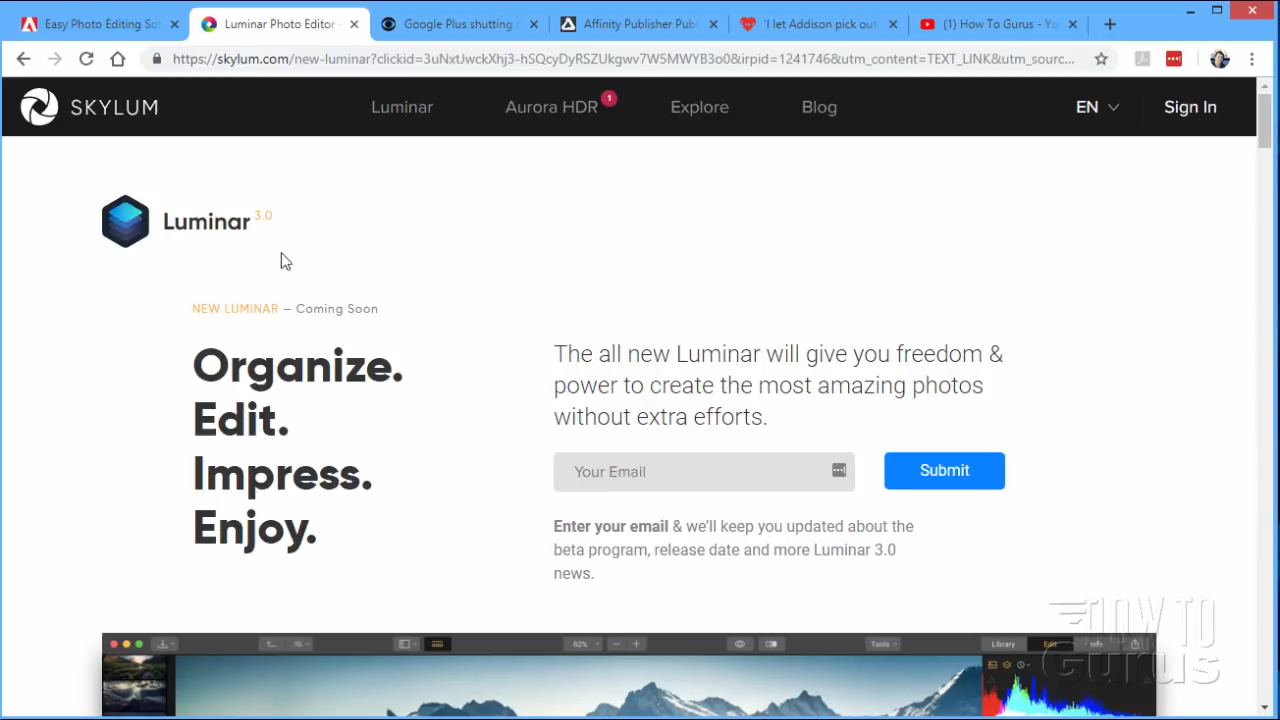 Easy Photo Editing Sof
Luminar Photo Editor -
Google Plus shutting
Affinity Publisher Pub
'I let Addison pick out
(1) How To Gurus - Yo
https://skylum.com/new-luminar?clickid=3uNxtJwckXhj3-hSQcyDyRSZUkgwv7W5MWYB3o0&irpid=1241746&utm_content=TEXT_LINK&utm_sourc...
SKYLUM
Luminar
Aurora HDR 1
Explore
Blog
EN
Sign In
Luminar 3.0
NEW LUMINAR – Coming Soon
Organize.
Edit.
Impress.
Enjoy.
The all new Luminar will give you freedom &
power to create the most amazing photos
without extra efforts.
Your Email
Submit
Enter your email & we'll keep you updated about the
beta program, release date and more Luminar 3.0
news.
62%
Tools
Library
Edit
HOW TO
Gurus